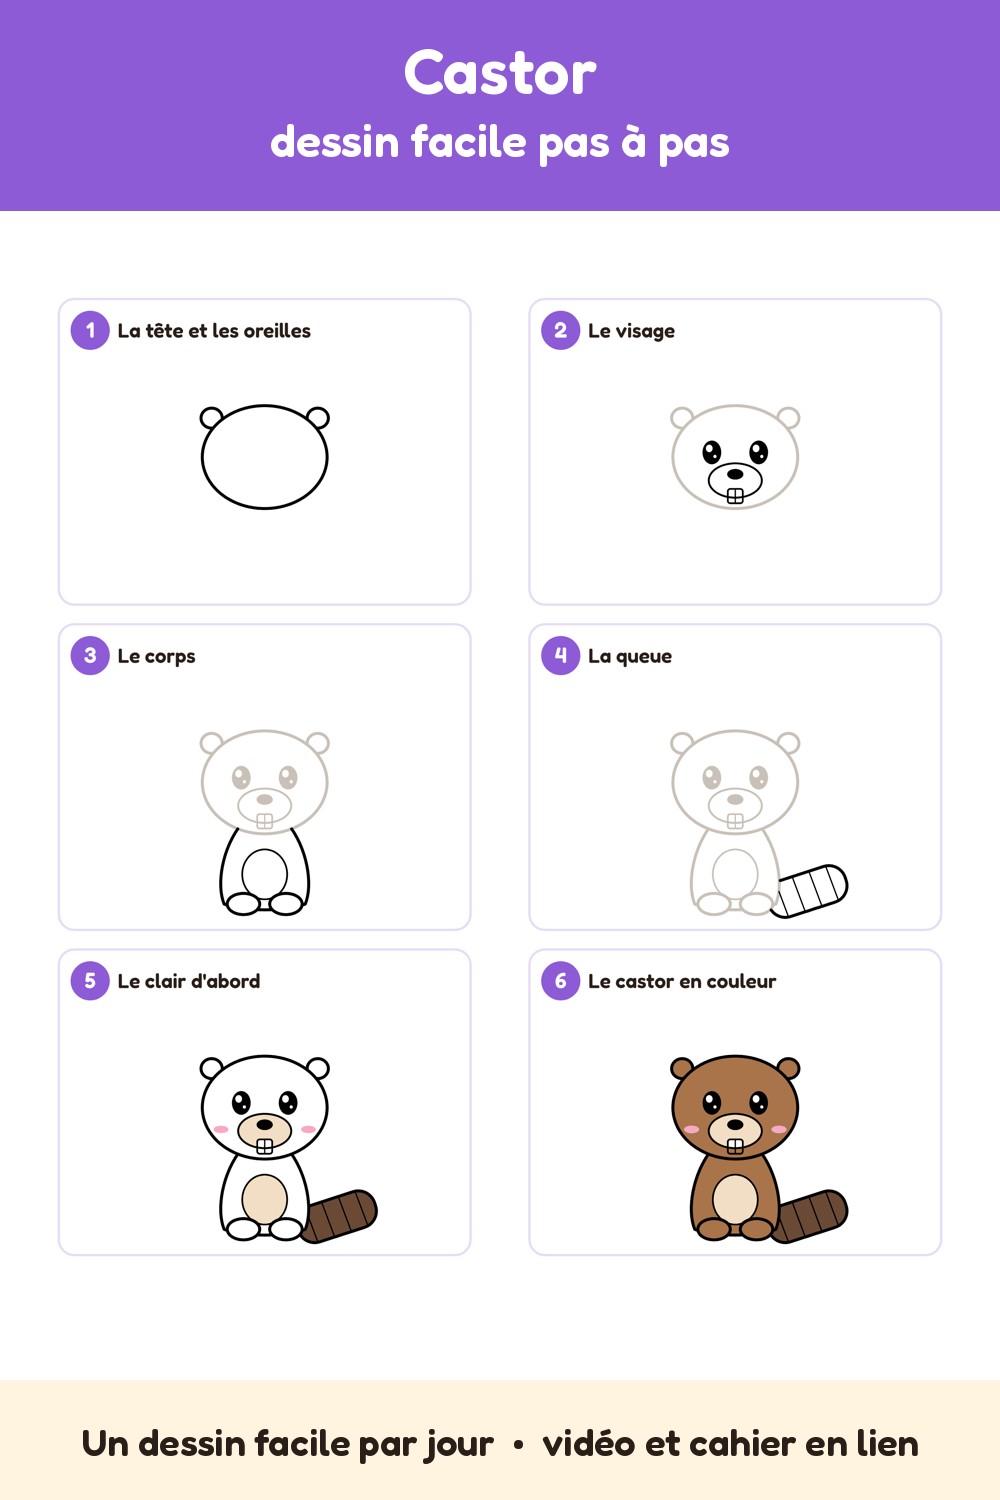 Castor
dessin facile pas à pas
1 La tête et les oreilles
2 Le visage
3 Le corps
4 La queue
5 Le clair d'abord
6 Le castor en couleur
Un dessin facile par jour • vidéo et cahier en lien